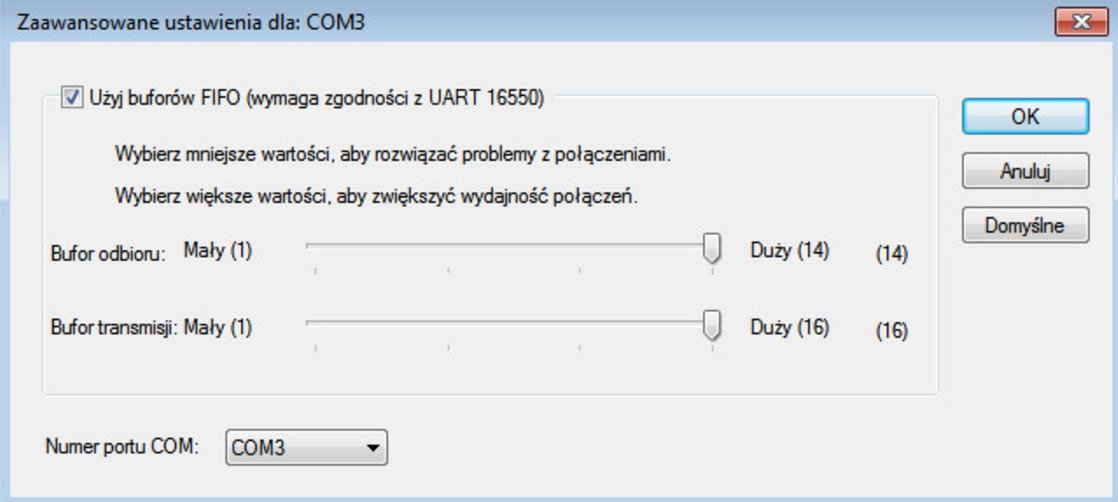 Zaawansowane ustawienia dla: COM3
Użyj buforów FIFO (wymaga zgodności z UART 16550)
OK
Wybierz mniejsze wartości, aby rozwiązać problemy z połączeniami.
Anuluj
Wybierz większe wartości, aby zwiększyć wydajność połączeń.
Domyślne
Bufor odbioru: Mały (1) Duży (14) (14)
Bufor transmisji: Mały (1) Duży (16) (16)
Numer portu COM: COM3